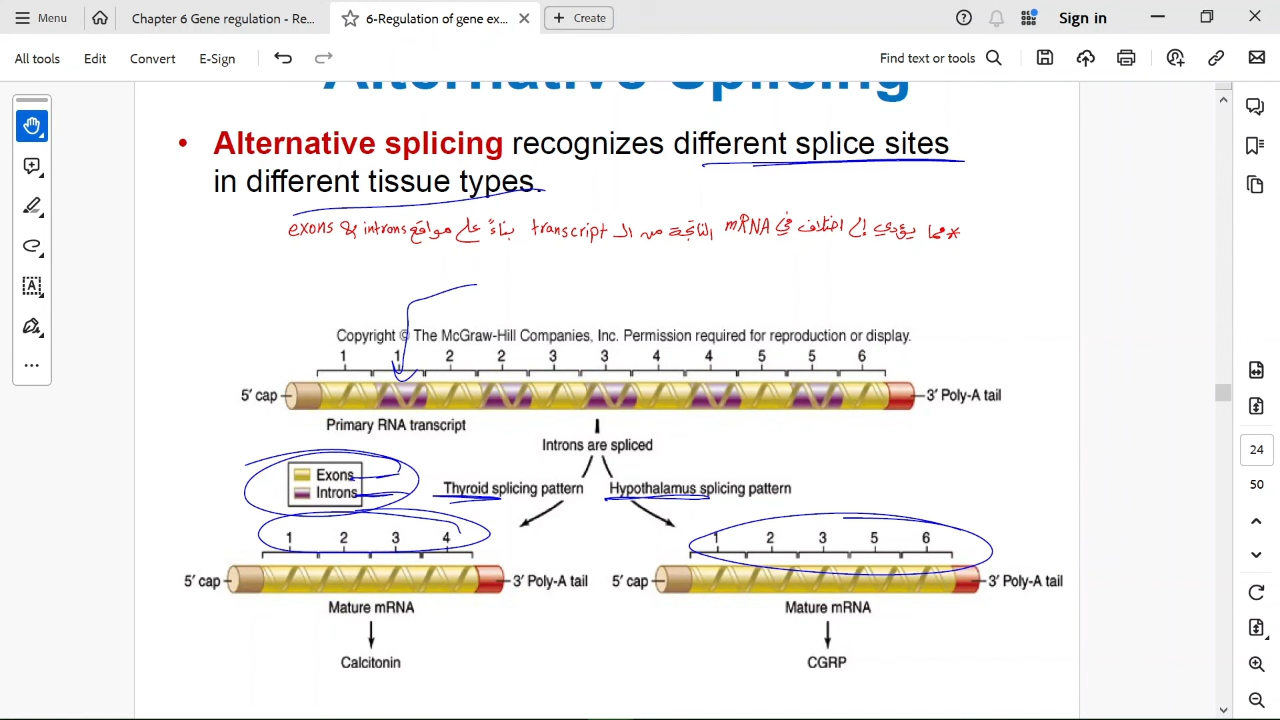 Menu
Chapter 6 Gene regulation - Re...
6-Regulation of gene ex...
Create
Sign in
All tools Edit Convert E-Sign
Find text or tools
Alternative Splicing
• Alternative splicing recognizes different splice sites
in different tissue types.
*مما يؤدي إلى اختلاف في mRNA الناتجة من الـ transcript بناءً على مواقع introns & exons
Copyright © The McGraw-Hill Companies, Inc. Permission required for reproduction or display.
1 1 2 2 3 3 4 4 5 5 6
5′ cap
3′ Poly-A tail
Primary RNA transcript
Introns are spliced
Exons
Introns
Thyroid splicing pattern
Hypothalamus splicing pattern
1 2 3 4
1 2 3 5 6
5′ cap
3′ Poly-A tail
5′ cap
3′ Poly-A tail
Mature mRNA
Mature mRNA
Calcitonin
CGRP
24
50